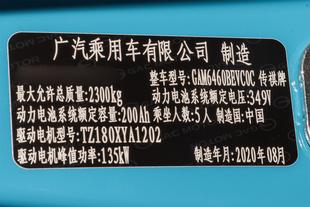 广汽乘用车有限公司 制造
整车型号:GAM6460BEVC0C 传祺牌
最大允许总质量:2300kg
动力电池系统额定电压:349V
动力电池系统额定容量:200Ah
乘坐人数:5人 制造国:中国
驱动电机型号:TZ180XYA1202
驱动电机峰值功率:135kW
制造年月:2020年08月